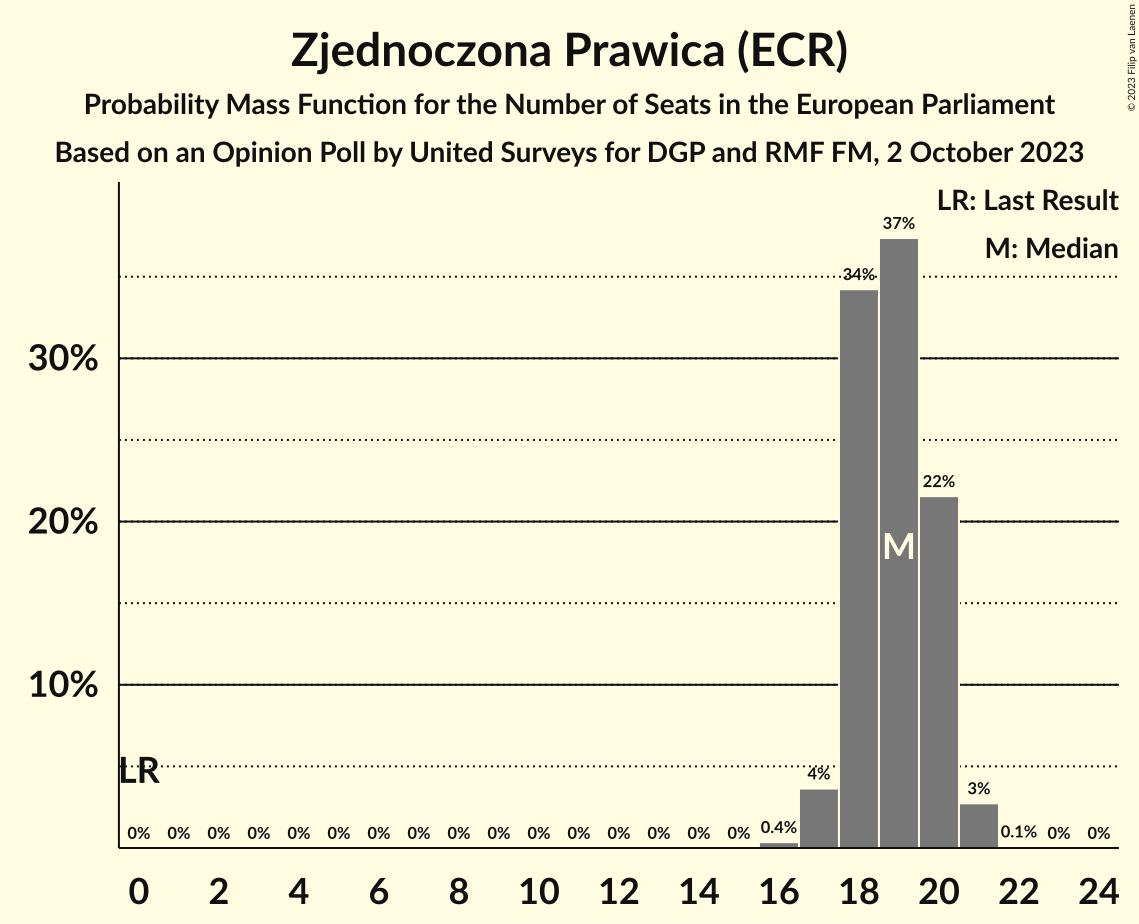 Zjednoczona Prawica (ECR)
Probability Mass Function for the Number of Seats in the European Parliament
Based on an Opinion Poll by United Surveys for DGP and RMF FM, 2 October 2023
© 2023 Filip van Laenen
LR: Last Result
M: Median
30%
20%
10%
LR
M
0% 0% 0% 0% 0% 0% 0% 0% 0% 0% 0% 0% 0% 0% 0% 0% 0.4% 4% 34% 37% 22% 3% 0.1% 0% 0%
0 2 4 6 8 10 12 14 16 18 20 22 24